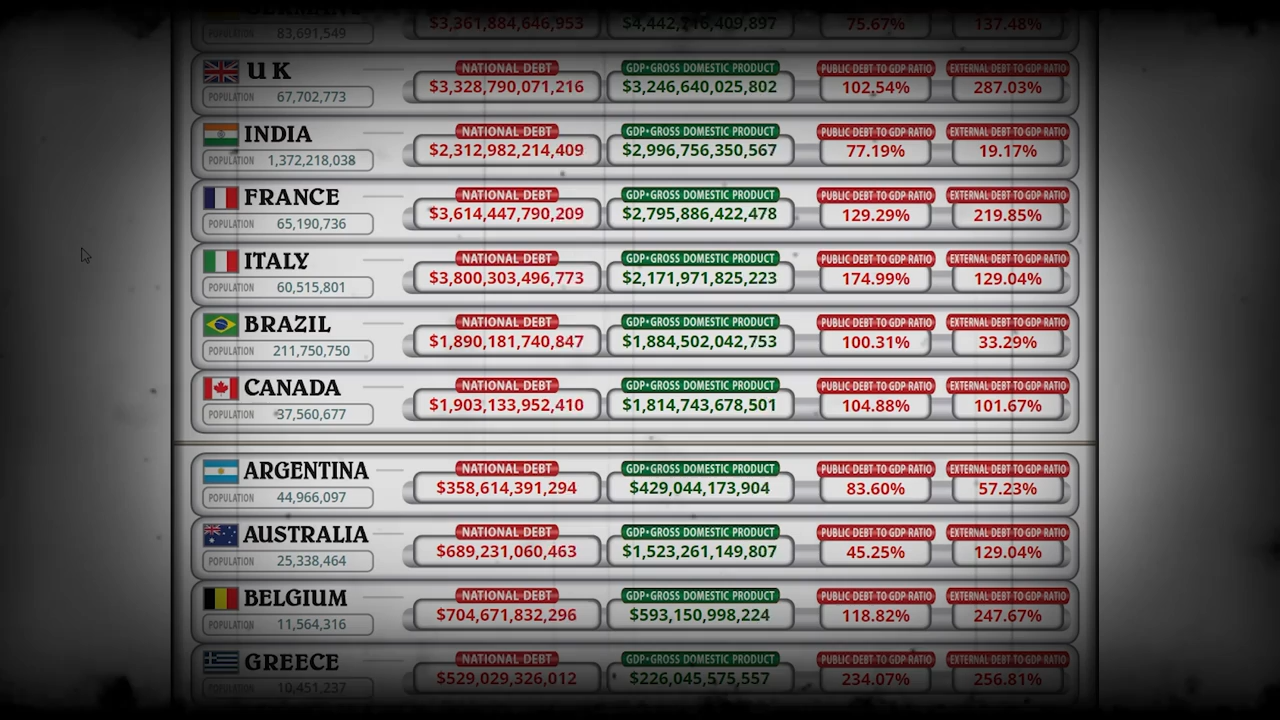 $3,361,884,646,953 $4,442,216,409,897 75.67% 137.48%
83,691,549
UK NATIONAL DEBT GDP•GROSS DOMESTIC PRODUCT PUBLIC DEBT TO GDP RATIO EXTERNAL DEBT TO GDP RATIO
POPULATION 67,702,773 $3,328,790,071,216 $3,246,640,025,802 102.54% 287.03%
INDIA NATIONAL DEBT GDP•GROSS DOMESTIC PRODUCT PUBLIC DEBT TO GDP RATIO EXTERNAL DEBT TO GDP RATIO
POPULATION 1,372,218,038 $2,312,982,214,409 $2,996,756,350,567 77.19% 19.17%
FRANCE NATIONAL DEBT GDP•GROSS DOMESTIC PRODUCT PUBLIC DEBT TO GDP RATIO EXTERNAL DEBT TO GDP RATIO
POPULATION 65,190,736 $3,614,447,790,209 $2,795,886,422,478 129.29% 219.85%
ITALY NATIONAL DEBT GDP•GROSS DOMESTIC PRODUCT PUBLIC DEBT TO GDP RATIO EXTERNAL DEBT TO GDP RATIO
POPULATION 60,515,801 $3,800,303,496,773 $2,171,971,825,223 174.99% 129.04%
BRAZIL NATIONAL DEBT GDP•GROSS DOMESTIC PRODUCT PUBLIC DEBT TO GDP RATIO EXTERNAL DEBT TO GDP RATIO
POPULATION 211,750,750 $1,890,181,740,847 $1,884,502,042,753 100.31% 33.29%
CANADA NATIONAL DEBT GDP•GROSS DOMESTIC PRODUCT PUBLIC DEBT TO GDP RATIO EXTERNAL DEBT TO GDP RATIO
POPULATION 37,560,677 $1,903,133,952,410 $1,814,743,678,501 104.88% 101.67%
ARGENTINA NATIONAL DEBT GDP•GROSS DOMESTIC PRODUCT PUBLIC DEBT TO GDP RATIO EXTERNAL DEBT TO GDP RATIO
POPULATION 44,966,097 $358,614,391,294 $429,044,173,904 83.60% 57.23%
AUSTRALIA NATIONAL DEBT GDP•GROSS DOMESTIC PRODUCT PUBLIC DEBT TO GDP RATIO EXTERNAL DEBT TO GDP RATIO
POPULATION 25,338,464 $689,231,060,463 $1,523,261,149,807 45.25% 129.04%
BELGIUM NATIONAL DEBT GDP•GROSS DOMESTIC PRODUCT PUBLIC DEBT TO GDP RATIO EXTERNAL DEBT TO GDP RATIO
POPULATION 11,564,316 $704,671,832,296 $593,150,998,224 118.82% 247.67%
GREECE NATIONAL DEBT GDP•GROSS DOMESTIC PRODUCT PUBLIC DEBT TO GDP RATIO EXTERNAL DEBT TO GDP RATIO
POPULATION 10,451,237 $529,029,326,012 $226,045,575,557 234.07% 256.81%